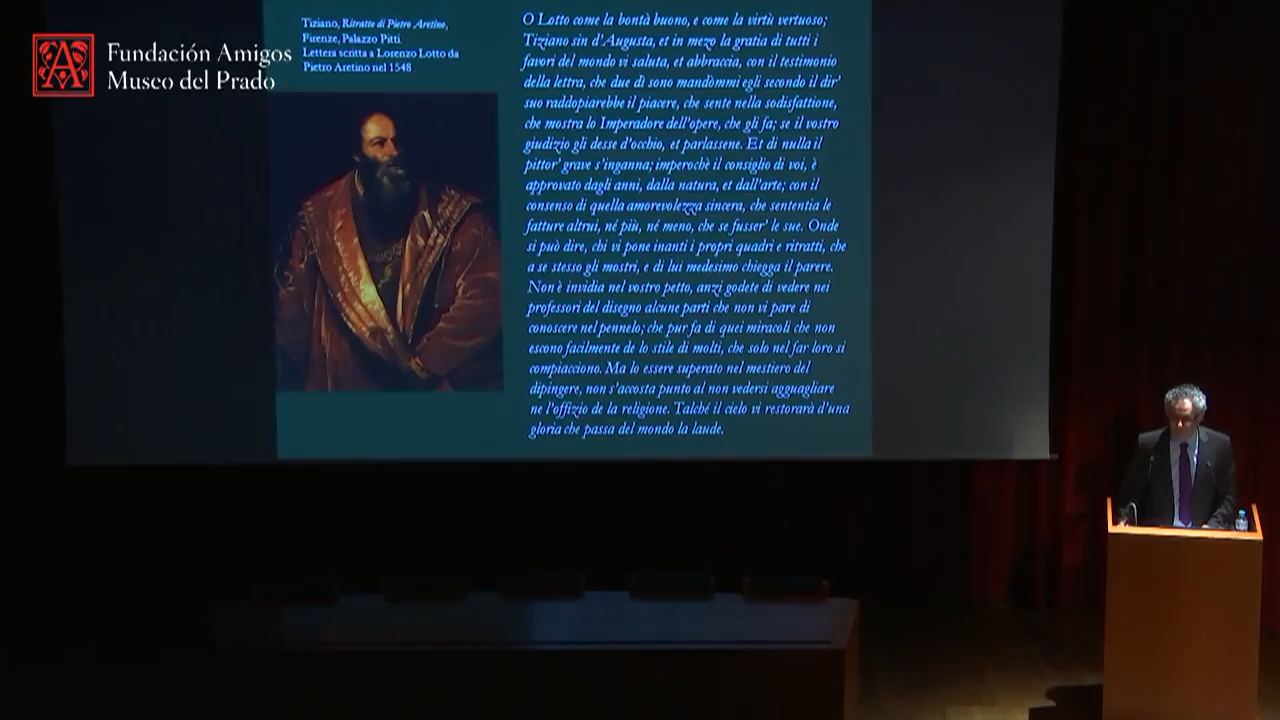 Fundación Amigos
Museo del Prado
Tiziano, Ritratto di Pietro Aretino,
Firenze, Palazzo Pitti.
Lettera scritta a Lorenzo Lotto da
Pietro Aretino nel 1548
O Lotto come la bontà buono, e come la virtù vertuoso;
Tiziano sin d'Augusta, et in mezo la gratia di tutti i
favori del mondo vi saluta, et abbraccia, con il testimonio
della lettra, che due dì sono mandòmmi egli secondo il dir'
suo raddopiarebbe il piacere, che sente nella sodisfattione,
che mostra lo Imperadore dell'opere, che gli fa; se il vostro
giudizio gli desse d'occhio, et parlassene. Et di nulla il
pittor' grave s'inganna; imperochè il consiglio di voi, è
approvato dagli anni, dalla natura, et dall'arte; con il
consenso di quella amorevolezza sincera, che sententia le
fatture altrui, né più, né meno, che se fusser' le sue. Onde
si può dire, chi vi pone inanti i propri quadri e ritratti, che
a se stesso gli mostri, e di lui medesimo chiegga il parere.
Non è invidia nel vostro petto, anzi godete di vedere nei
professori del disegno alcune parti che non vi pare di
conoscere nel pennelo; che pur fa di quei miracoli che non
escono facilmente de lo stile di molti, che solo nel far loro si
compiacciono. Ma lo essere superato nel mestiero del
dipingere, non s'accosta punto al non vedersi agguagliare
ne l'offizio de la religione. Talché il cielo vi restorarà d'una
gloria che passa del mondo la laude.